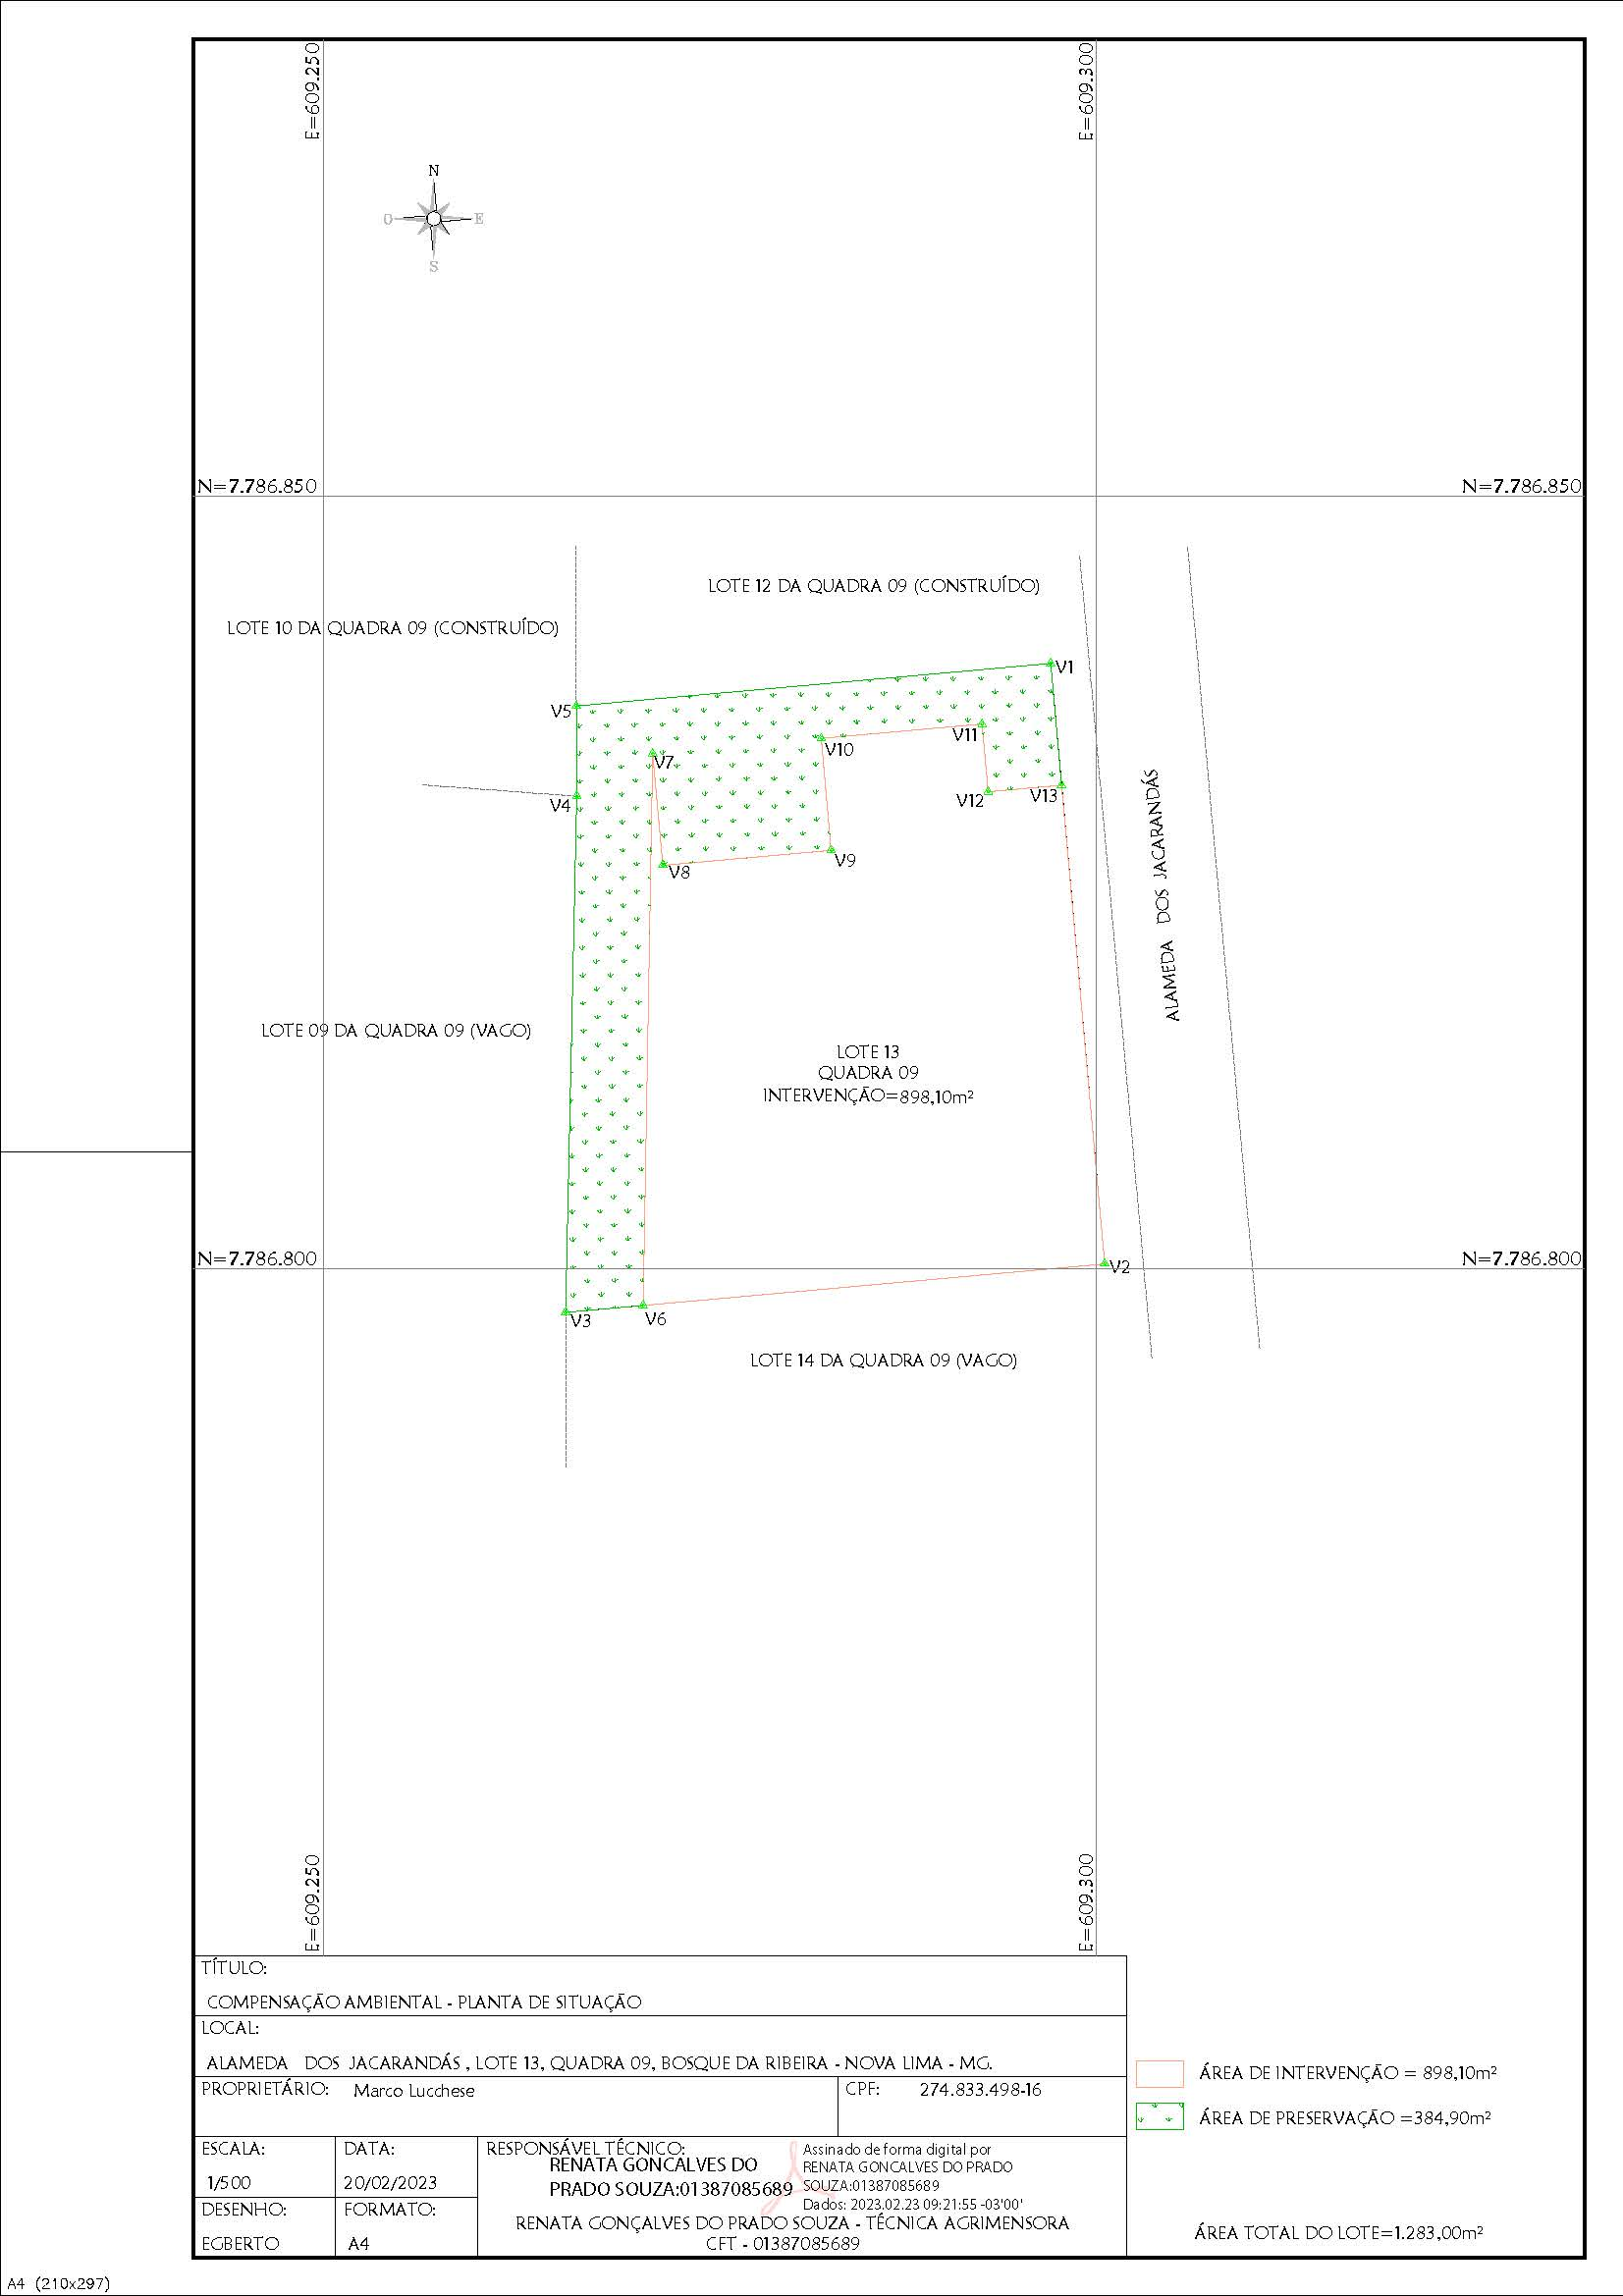 E=609.250
E=609.300
N
O
E
S
N=7.786.850
N=7.786.850
LOTE 12 DA QUADRA 09 (CONSTRUÍDO)
LOTE 10 DA QUADRA 09 (CONSTRUÍDO)
V1
V5
V11
V10
V7
V4
V12
V13
V9
V8
ALAMEDA DOS JACARANDÁS
LOTE 09 DA QUADRA 09 (VAGO)
LOTE 13
QUADRA 09
INTERVENÇÃO=898,10m²
N=7.786.800
N=7.786.800
V2
V3
V6
LOTE 14 DA QUADRA 09 (VAGO)
E=609.250
E=609.300
TÍTULO:
COMPENSAÇÃO AMBIENTAL - PLANTA DE SITUAÇÃO
LOCAL:
ALAMEDA DOS JACARANDÁS , LOTE 13, QUADRA 09, BOSQUE DA RIBEIRA - NOVA LIMA - MG.
PROPRIETÁRIO: Marco Lucchese
CPF: 274.833.498-16
ÁREA DE INTERVENÇÃO = 898,10m²
ÁREA DE PRESERVAÇÃO =384,90m²
ESCALA:
1/500
DATA:
20/02/2023
DESENHO:
EGBERTO
FORMATO:
A4
RESPONSÁVEL TÉCNICO:
RENATA GONCALVES DO
PRADO SOUZA:01387085689
Assinado de forma digital por
RENATA GONCALVES DO PRADO
SOUZA:01387085689
Dados: 2023.02.23 09:21:55 -03'00'
RENATA GONÇALVES DO PRADO SOUZA - TÉCNICA AGRIMENSORA
CFT - 01387085689
ÁREA TOTAL DO LOTE=1.283,00m²
A4 (210x297)